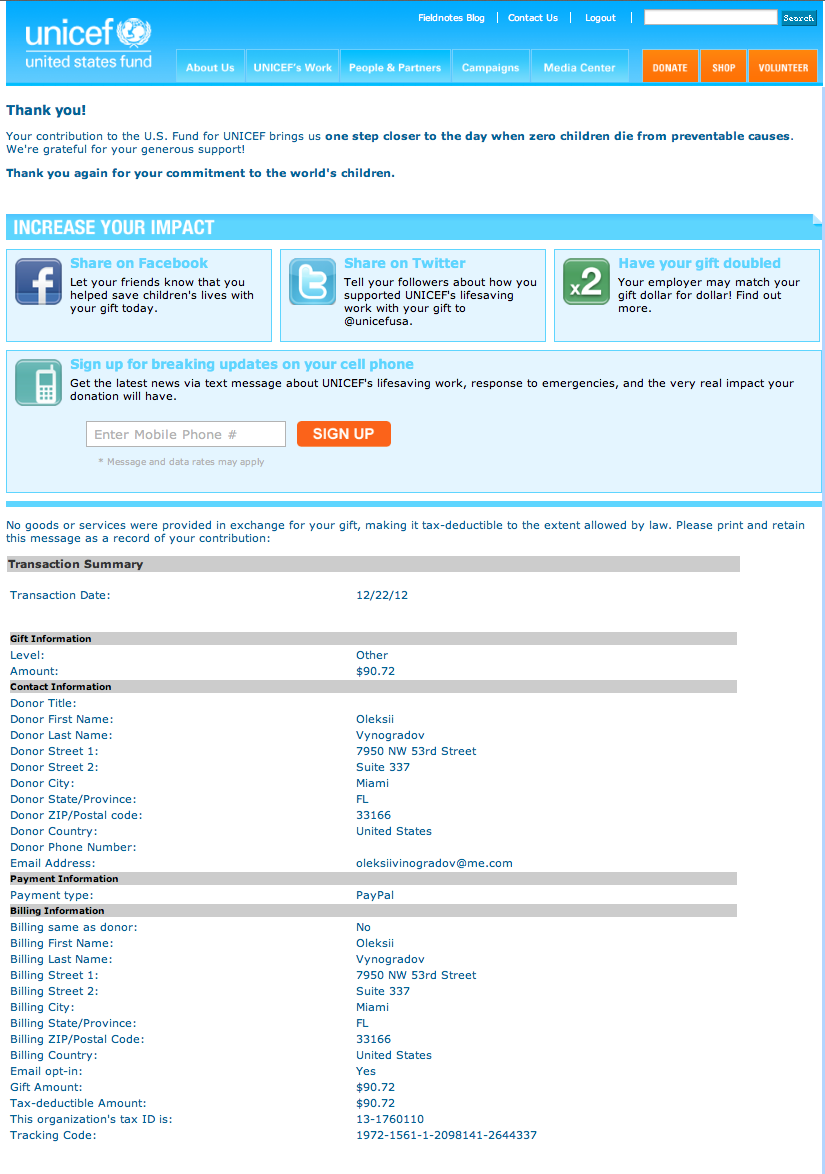 Fieldnotes Blog | Contact Us | Logout |
Search
unicef
united states fund
About Us
UNICEF's Work
People & Partners
Campaigns
Media Center
DONATE
SHOP
VOLUNTEER
Thank you!
Your contribution to the U.S. Fund for UNICEF brings us one step closer to the day when zero children die from preventable causes.
We're grateful for your generous support!
Thank you again for your commitment to the world's children.
INCREASE YOUR IMPACT
f
Share on Facebook
Let your friends know that you
helped save children's lives with
your gift today.
t
Share on Twitter
Tell your followers about how you
supported UNICEF's lifesaving
work with your gift to
@unicefusa.
x2
Have your gift doubled
Your employer may match your
gift dollar for dollar! Find out
more.
Sign up for breaking updates on your cell phone
Get the latest news via text message about UNICEF's lifesaving work, response to emergencies, and the very real impact your
donation will have.
Enter Mobile Phone #
SIGN UP
* Message and data rates may apply
No goods or services were provided in exchange for your gift, making it tax-deductible to the extent allowed by law. Please print and retain
this message as a record of your contribution:
Transaction Summary
Transaction Date: 12/22/12
Gift Information
Level: Other
Amount: $90.72
Contact Information
Donor Title:
Donor First Name: Oleksii
Donor Last Name: Vynogradov
Donor Street 1: 7950 NW 53rd Street
Donor Street 2: Suite 337
Donor City: Miami
Donor State/Province: FL
Donor ZIP/Postal code: 33166
Donor Country: United States
Donor Phone Number:
Email Address: oleksiivinogradov@me.com
Payment Information
Payment type: PayPal
Billing Information
Billing same as donor: No
Billing First Name: Oleksii
Billing Last Name: Vynogradov
Billing Street 1: 7950 NW 53rd Street
Billing Street 2: Suite 337
Billing City: Miami
Billing State/Province: FL
Billing ZIP/Postal Code: 33166
Billing Country: United States
Email opt-in: Yes
Gift Amount: $90.72
Tax-deductible Amount: $90.72
This organization's tax ID is: 13-1760110
Tracking Code: 1972-1561-1-2098141-2644337